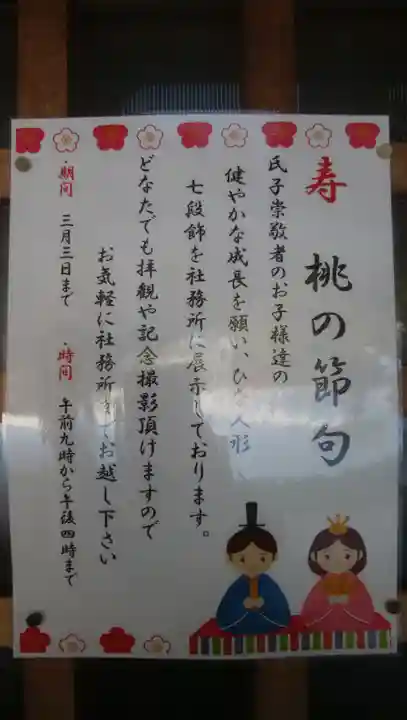 寿 桃の節句
氏子崇敬者のお子様達の
健やかな成長を願い、ひな人形
七段飾を社務所に展示しております。
どなたでも拝観や記念撮影頂けますので
お気軽に社務所までお越し下さい
・期間 三月三日まで ・時間 午前九時から午後四時まで